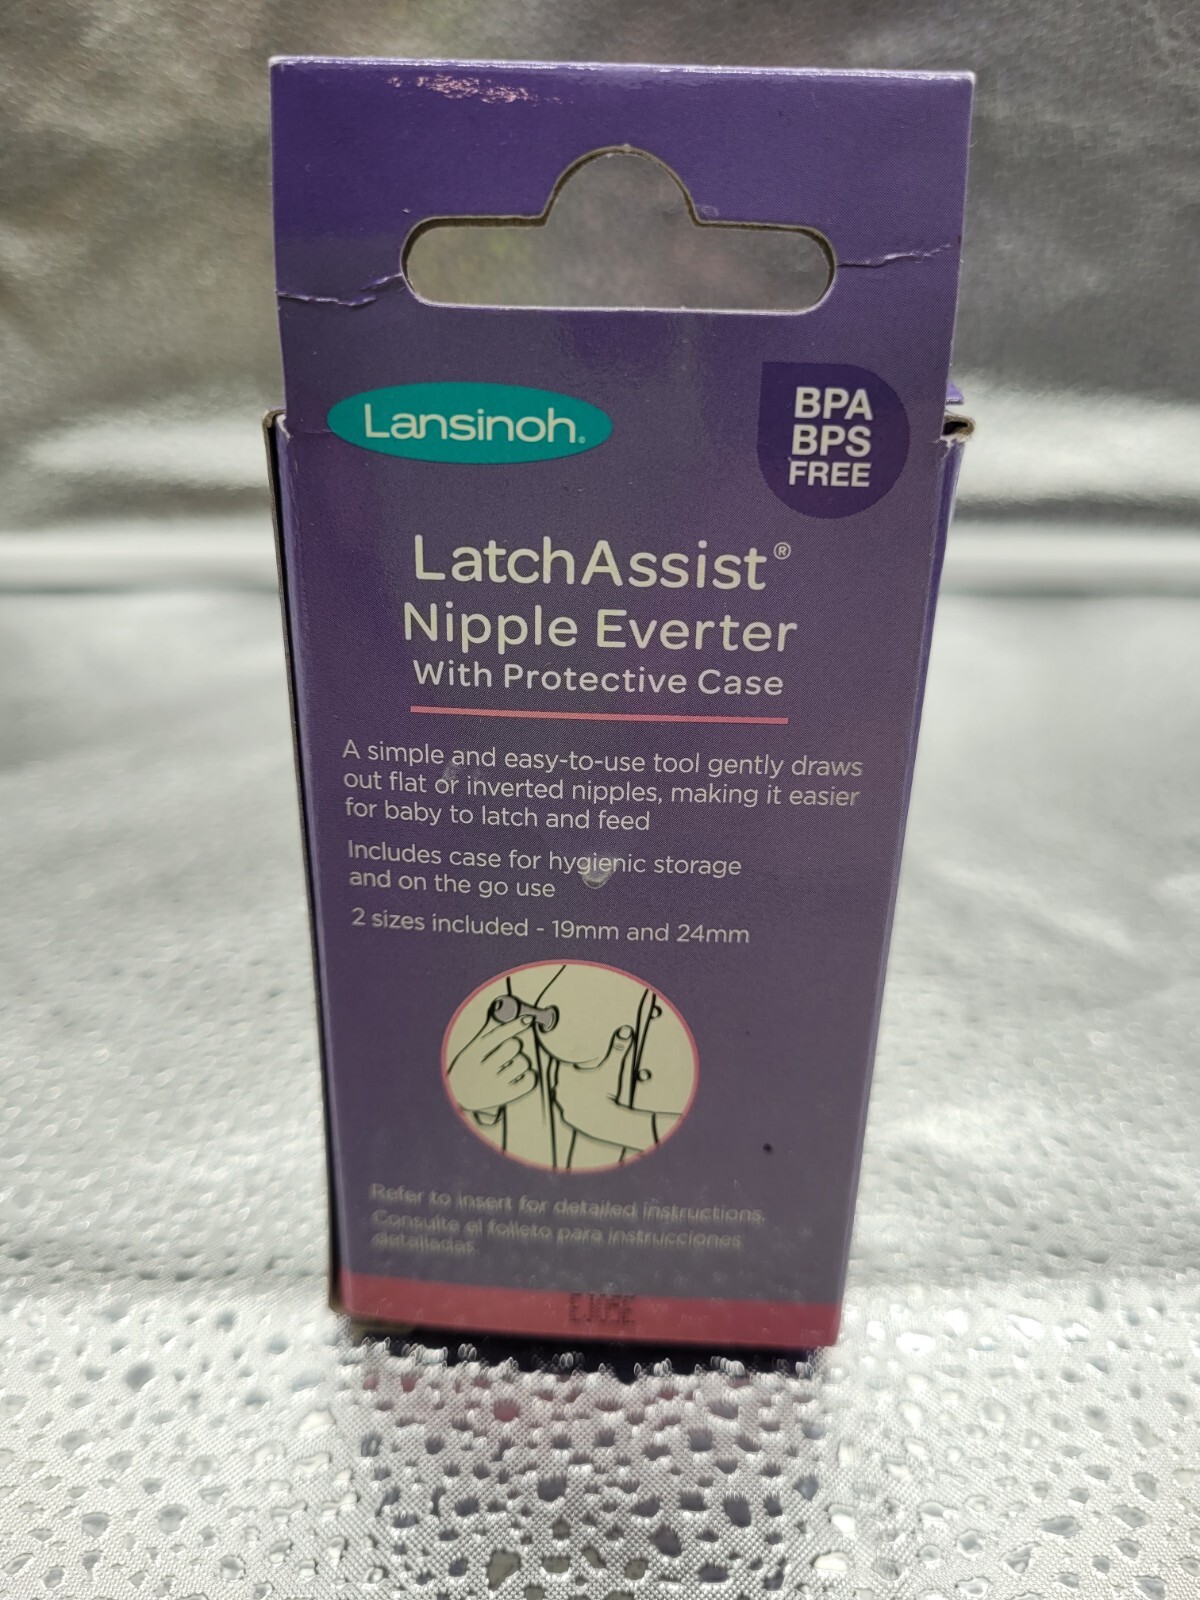 Lansinoh®
BPA
BPS
FREE
LatchAssist®
Nipple Everter
With Protective Case
A simple and easy-to-use tool gently draws
out flat or inverted nipples, making it easier
for baby to latch and feed
Includes case for hygienic storage
and on the go use
2 sizes included - 19mm and 24mm
Refer to insert for detailed instructions.
Consulte el folleto para instrucciones
detalladas.